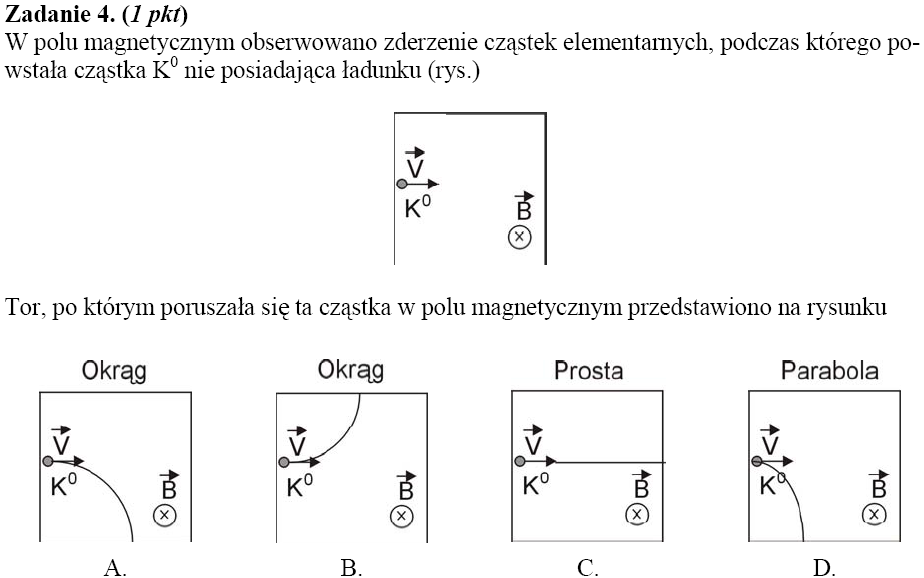 Zadanie 4. (1 pkt)
W polu magnetycznym obserwowano zderzenie cząstek elementarnych, podczas którego po-
wstała cząstka K⁰ nie posiadająca ładunku (rys.)
V
K⁰
B
Tor, po którym poruszała się ta cząstka w polu magnetycznym przedstawiono na rysunku
Okrąg Okrąg Prosta Parabola
V V V V
K⁰ B K⁰ B K⁰ B K⁰ B
A. B. C. D.